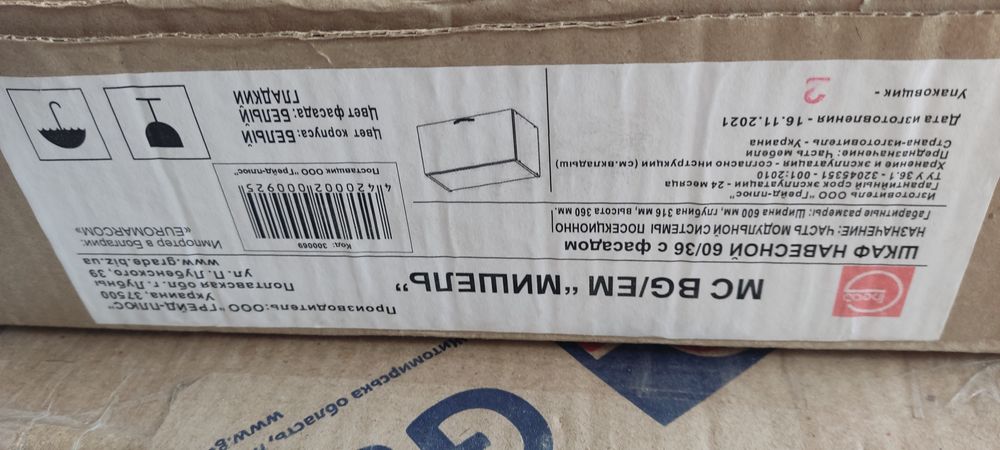 МС BG/EM “МИШЕЛЬ”
ШКАФ НАВЕСНОЙ 60/36 с фасадом
НАЗНАЧЕНИЕ: ЧАСТЬ МОДУЛЬНОЙ СИСТЕМЫ ПОСЕКЦИОННО
Габаритные размеры: Ширина 600 мм, глубина 316 мм, высота 360 мм.
Изготовитель ООО "Грейд-плюс"
Гарантийный срок эксплуатации - 24 месяца
ТУ У 36.1 - 32045351 - 001:2010
Хранение и эксплуатация - согласно инструкции (см.вкладыш)
Предназначение: Часть мебели
Страна-изготовитель - Украина
Дата изготовления - 16.11.2021
Упаковщик - 2
Производитель:ООО "ГРЕЙД-ПЛЮС"
Украина, 37500
Полтавская обл. г. Лубны
ул. П. Лубенского, 39
www.grade.biz.ua
Импортер в Болгарии:
«EUROMARCOM»
Код: 300069
4420002000925
Поставщик ООО "Грейд-плюс"
Цвет корпуса: БЕЛЫЙ
Цвет фасада: БЕЛЫЙ
ГЛАДКИЙ
итомирська область,
www.
G